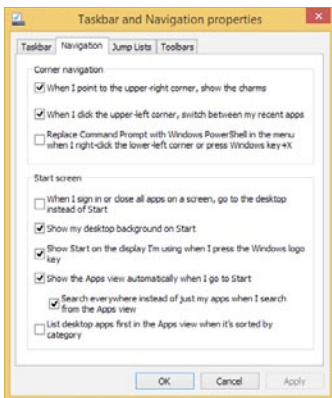 Taskbar and Navigation properties
Taskbar Navigation Jump Lists Toolbars
Corner navigation
When I point to the upper-right corner, show the charms
When I click the upper-left corner, switch between my recent apps
Replace Command Prompt with Windows PowerShell in the menu
when I right-click the lower-left corner or press Windows key+X
Start screen
When I sign in or close all apps on a screen, go to the desktop
instead of Start
Show my desktop background on Start
Show Start on the display I'm using when I press the Windows logo
key
Show the Apps view automatically when I go to Start
Search everywhere instead of just my apps when I search
from the Apps view
List desktop apps first in the Apps view when it's sorted by
category
OK Cancel Apply